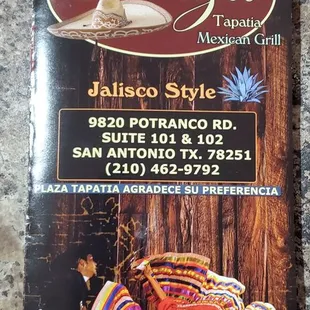 Tapatia
Mexican Grill
Jalisco Style
9820 POTRANCO RD.
SUITE 101 & 102
SAN ANTONIO TX. 78251
(210) 462-9792
PLAZA TAPATIA AGRADECE SU PREFERENCIA